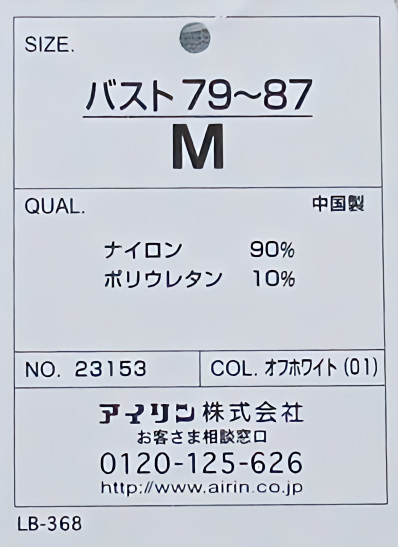 SIZE.
バスト 79～87
M
QUAL. 中国製
ナイロン 90%
ポリウレタン 10%
NO. 23153 COL. オフホワイト (01)
アイリン株式会社
お客さま相談窓口
0120-125-626
http://www.airin.co.jp
LB-368